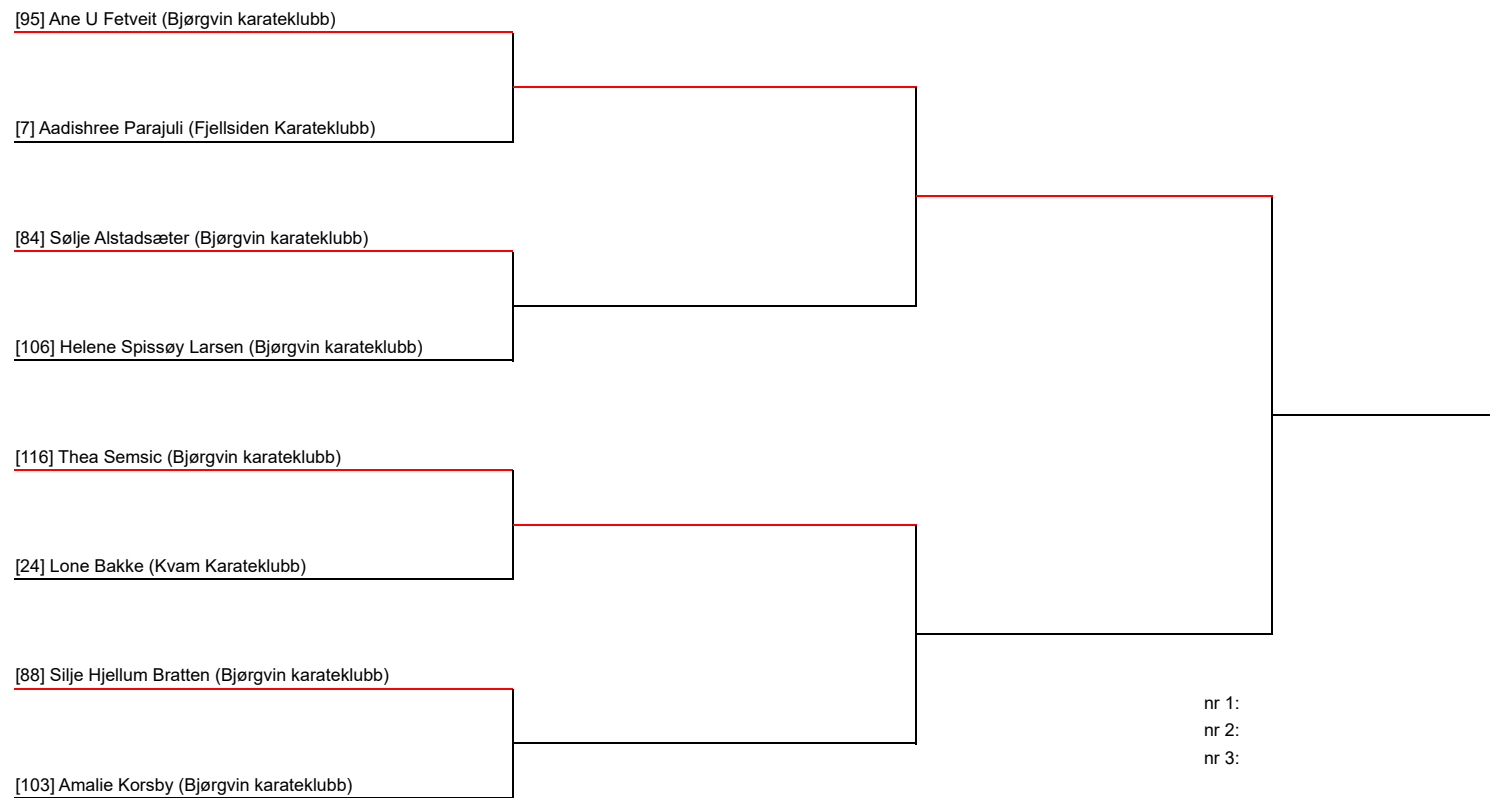 [95] Ane U Fetveit (Bjørgvin karateklubb)
[7] Aadishree Parajuli (Fjellsiden Karateklubb)
[84] Sølje Alstadsæter (Bjørgvin karateklubb)
[106] Helene Spissøy Larsen (Bjørgvin karateklubb)
[116] Thea Semsic (Bjørgvin karateklubb)
[24] Lone Bakke (Kvam Karateklubb)
[88] Silje Hjellum Bratten (Bjørgvin karateklubb)
[103] Amalie Korsby (Bjørgvin karateklubb)
nr 1:
nr 2:
nr 3: